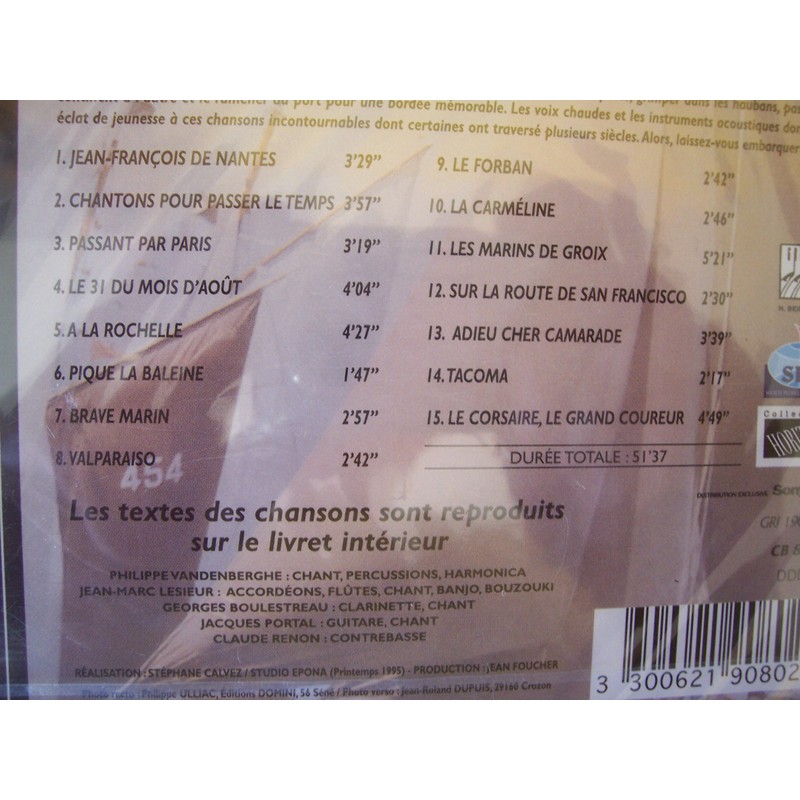 pour une bordée mémorable. Les voix chaudes et les instruments acoustiques
éclat de jeunesse à ces chansons incontournables dont certaines ont traversé plusieurs siècles. Alors, laissez-vous embarquer
1. JEAN-FRANÇOIS DE NANTES 3'29"
2. CHANTONS POUR PASSER LE TEMPS 3'57"
3. PASSANT PAR PARIS 3'19"
4. LE 31 DU MOIS D'AOÛT 4'04"
5. A LA ROCHELLE 4'27"
6. PIQUE LA BALEINE 1'47"
7. BRAVE MARIN 2'57"
8. VALPARAISO 2'42"
454
9. LE FORBAN 2'42"
10. LA CARMÉLINE 2'46"
11. LES MARINS DE GROIX 5'21"
12. SUR LA ROUTE DE SAN FRANCISCO 2'30"
13. ADIEU CHER CAMARADE 3'39"
14. TACOMA 2'17"
15. LE CORSAIRE, LE GRAND COUREUR 4'49"
DURÉE TOTALE : 51'37
DISTRIBUTION EXCLUSIVE
Les textes des chansons sont reproduits
sur le livret intérieur
PHILIPPE VANDENBERGHE : CHANT, PERCUSSIONS, HARMONICA
JEAN-MARC LESIEUR : ACCORDÉONS, FLÛTES, CHANT, BANJO, BOUZOUKI
GEORGES BOULESTREAU : CLARINETTE, CHANT
JACQUES PORTAL : GUITARE, CHANT
CLAUDE RENON : CONTREBASSE
RÉALISATION : STÉPHANE CALVEZ / STUDIO EPONA (Printemps 1995) - PRODUCTION : JEAN FOUCHER
Photo verso : Philippe ULLIAC, Editions DOMINI, 56 Séné / Photo verso : Jean-Roland DUPUIS, 29160 Crozon
3 300621 90802